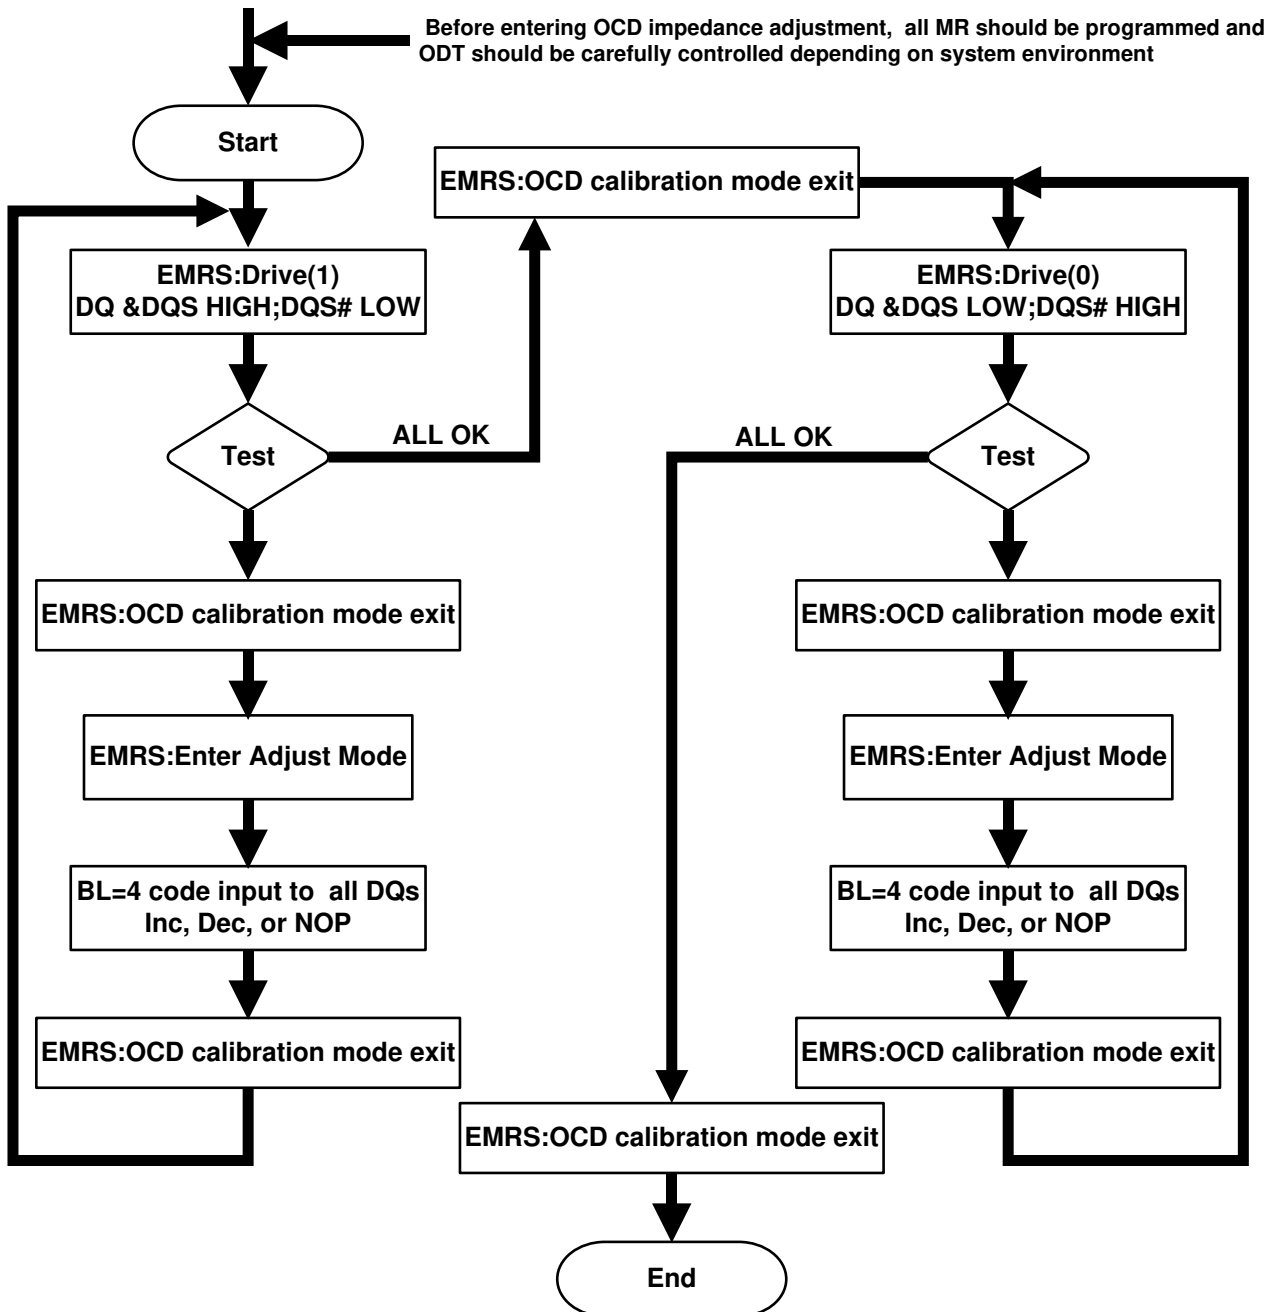 Before entering OCD impedance adjustment, all MR should be programmed and
ODT should be carefully controlled depending on system environment
Start
EMRS:OCD calibration mode exit
EMRS:Drive(1)
DQ &DQS HIGH;DQS# LOW
EMRS:Drive(0)
DQ &DQS LOW;DQS# HIGH
ALL OK
ALL OK
Test
Test
EMRS:OCD calibration mode exit
EMRS:OCD calibration mode exit
EMRS:Enter Adjust Mode
EMRS:Enter Adjust Mode
BL=4 code input to all DQs
Inc, Dec, or NOP
BL=4 code input to all DQs
Inc, Dec, or NOP
EMRS:OCD calibration mode exit
EMRS:OCD calibration mode exit
EMRS:OCD calibration mode exit
End